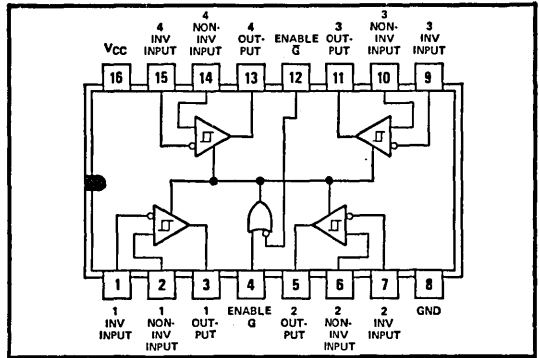 4 4 4 3 3 3
INV NON- OUT- ENABLE OUT- NON- INV
VCC INPUT INV PUT G̅ PUT INV INPUT
INPUT INPUT
16 15 14 13 12 11 10 9
1 2 3 4 5 6 7 8
1 1 1 ENABLE 2 2 2 GND
INV NON- OUT- G OUT- NON- INV
INPUT INV PUT PUT INV INPUT
INPUT INPUT